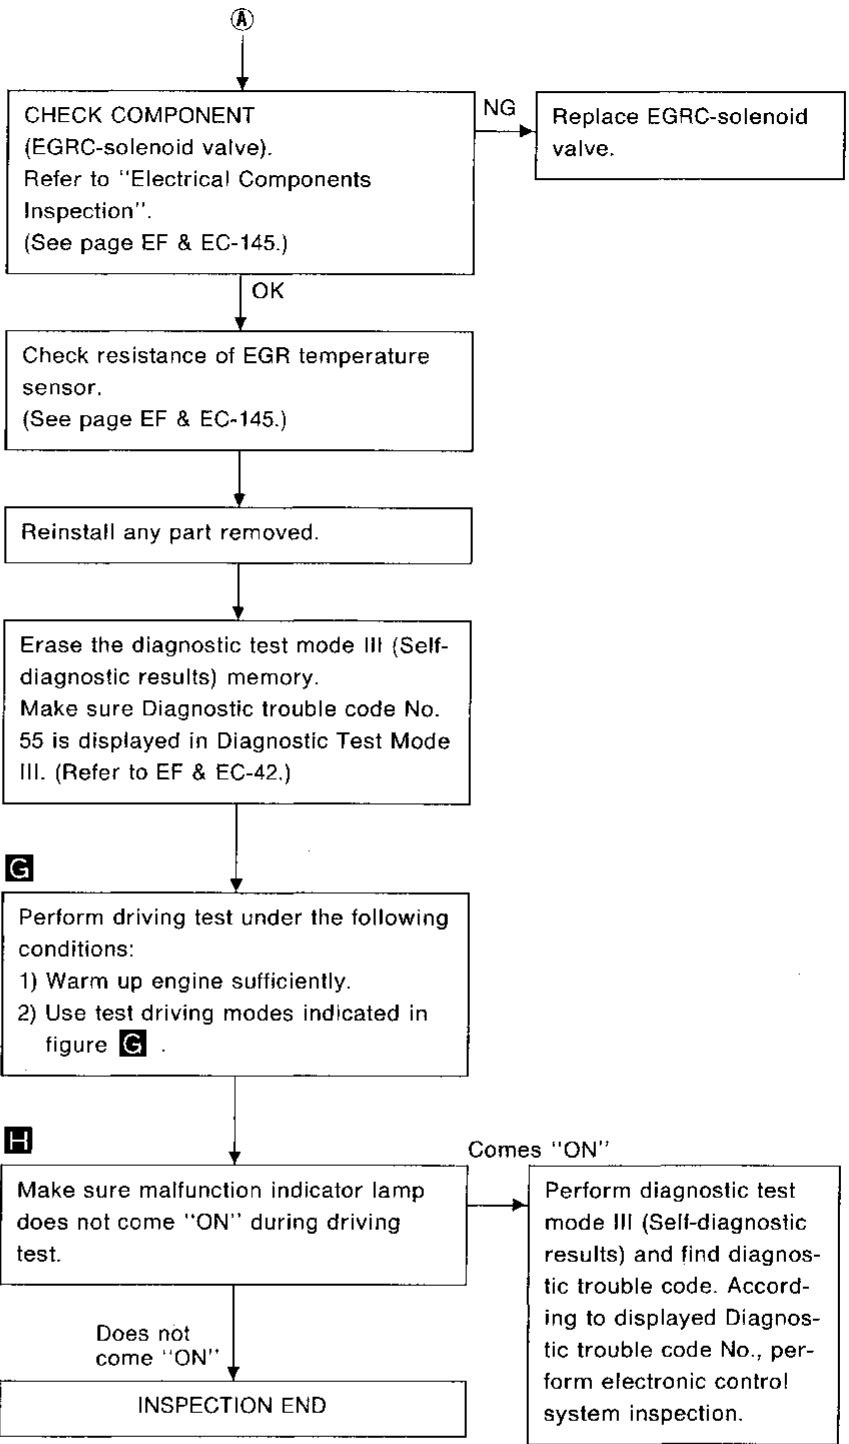 A
CHECK COMPONENT
(EGRC-solenoid valve).
Refer to "Electrical Components
Inspection".
(See page EF & EC-145.)
NG
Replace EGRC-solenoid
valve.
OK
Check resistance of EGR temperature
sensor.
(See page EF & EC-145.)
Reinstall any part removed.
Erase the diagnostic test mode III (Self-
diagnostic results) memory.
Make sure Diagnostic trouble code No.
55 is displayed in Diagnostic Test Mode
III. (Refer to EF & EC-42.)
G
Perform driving test under the following
conditions:
1) Warm up engine sufficiently.
2) Use test driving modes indicated in
figure G .
H
Make sure malfunction indicator lamp
does not come "ON" during driving
test.
Comes "ON"
Perform diagnostic test
mode III (Self-diagnostic
results) and find diagnos-
tic trouble code. Accord-
ing to displayed Diagnos-
tic trouble code No., per-
form electronic control
system inspection.
Does not
come "ON"
INSPECTION END